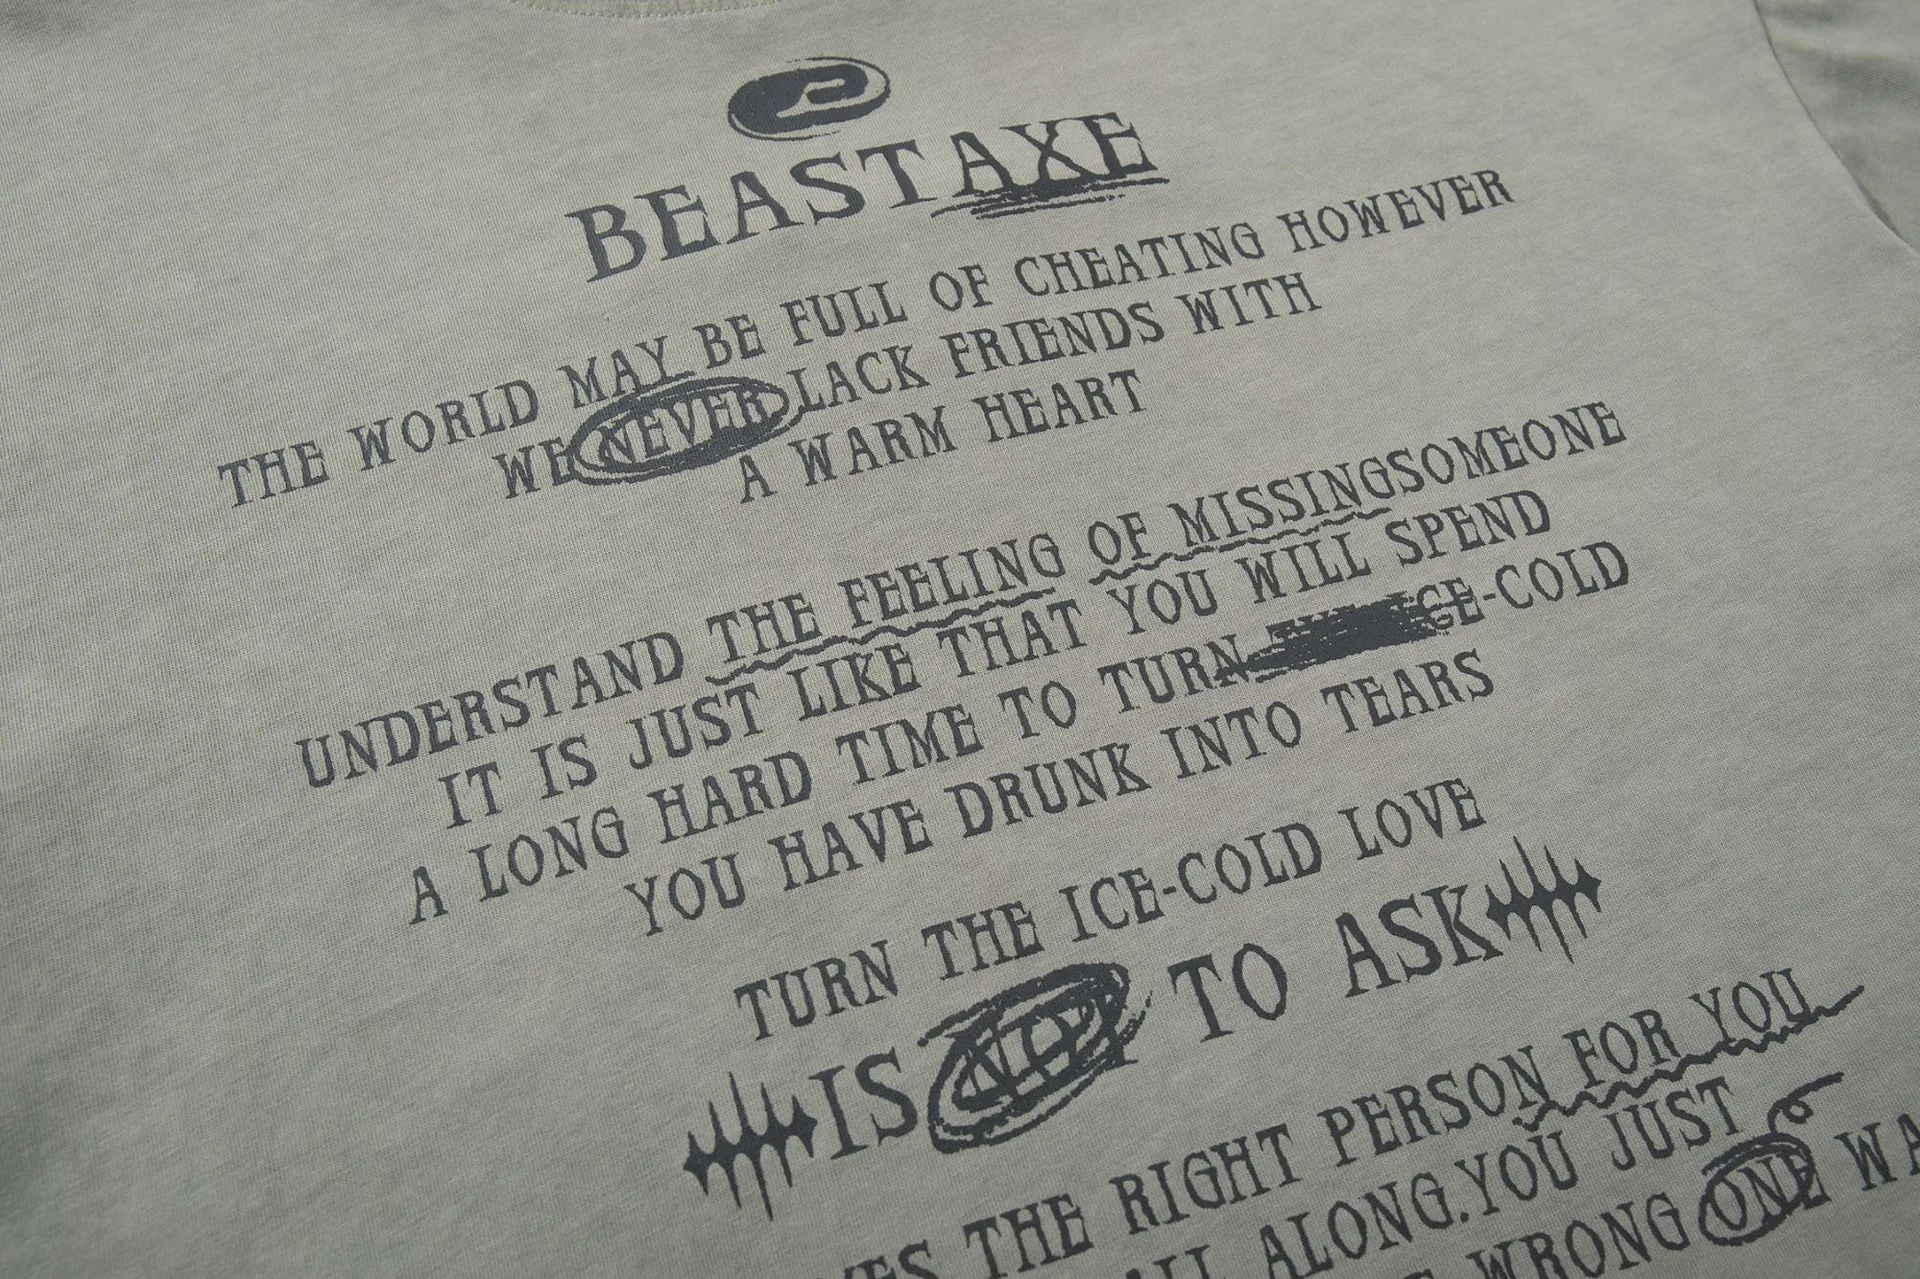 BEASTAXE
THE WORLD MAY BE FULL OF CHEATING HOWEVER
WE NEVER LACK FRIENDS WITH
A WARM HEART
UNDERSTAND THE FEELING OF MISSINGSOMEONE
IT IS JUST LIKE THAT YOU WILL SPEND
A LONG HARD TIME TO TURN ICE-COLD
YOU HAVE DRUNK INTO TEARS
TURN THE ICE-COLD LOVE
IS NOT TO ASK
THE RIGHT PERSON FOR YOU
ALL ALONG.YOU JUST
WRONG ONE